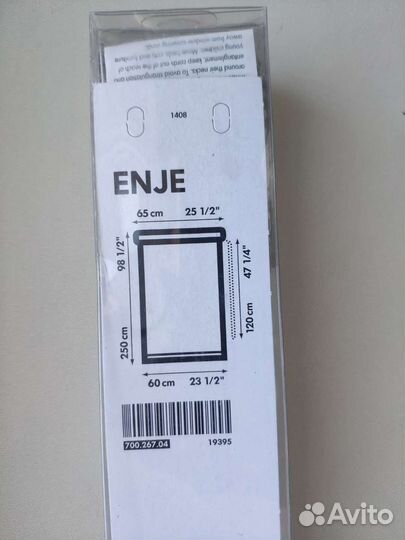 around their necks. To avoid strangulation and
entanglement keep cords out of the reach of
young children. Move beds, cots and furniture
away from window covering cords.
1408
ENJE
65 cm 25 1/2"
98 1/2"
250 cm
47 1/4"
120 cm
60 cm 23 1/2"
700.267.04 19395
Avito